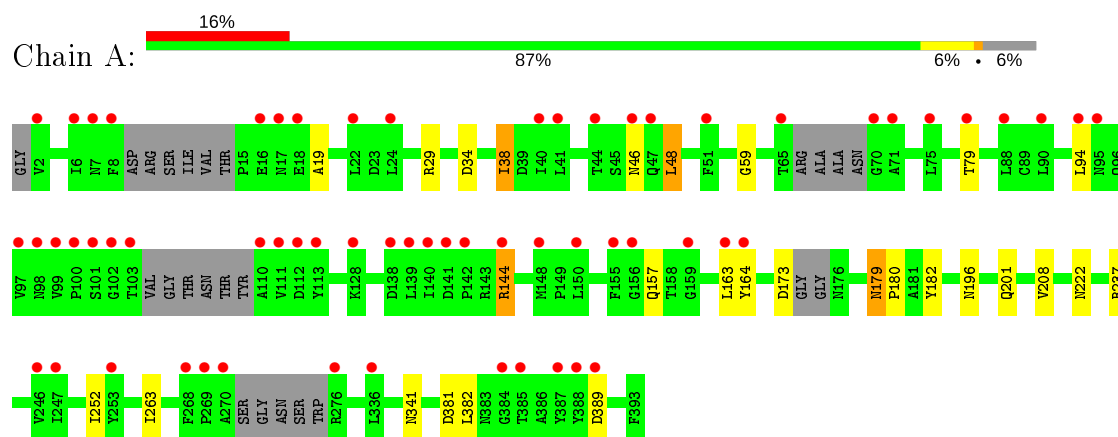 16%
Chain A:
87% 6% • 6%
GLY V2 I6 N7 F8 ASP ARG SER ILE VAL THR P15 E16 N17 E18 A19 L22 D23 L24 R29 D34 I38 D39 I40 L41 T44 S45 N46 Q47 L48 F51 G59 T65 ARG ALA ALA ASN G70 A71 L75 T79 L88 C89 L90 L94 N95
V97 N98 V99 P100 S101 G102 T103 VAL GLY THR ASN THR TYR A110 V111 D112 Y113 K128 D138 L139 I140 D141 P142 R143 R144 M148 P149 L150 F155 G156 Q157 T158 G159 L163 Y164 D173 GLY GLY N176 N179 P180 A181 Y182 N196 Q201 V208 N222
V246 I247 I252 Y253 I263 F268 P269 A270 SER GLY ASN SER TRP R276 L336 N341 D381 L382 N383 G384 T385 A386 Y387 Y388 D389 F393